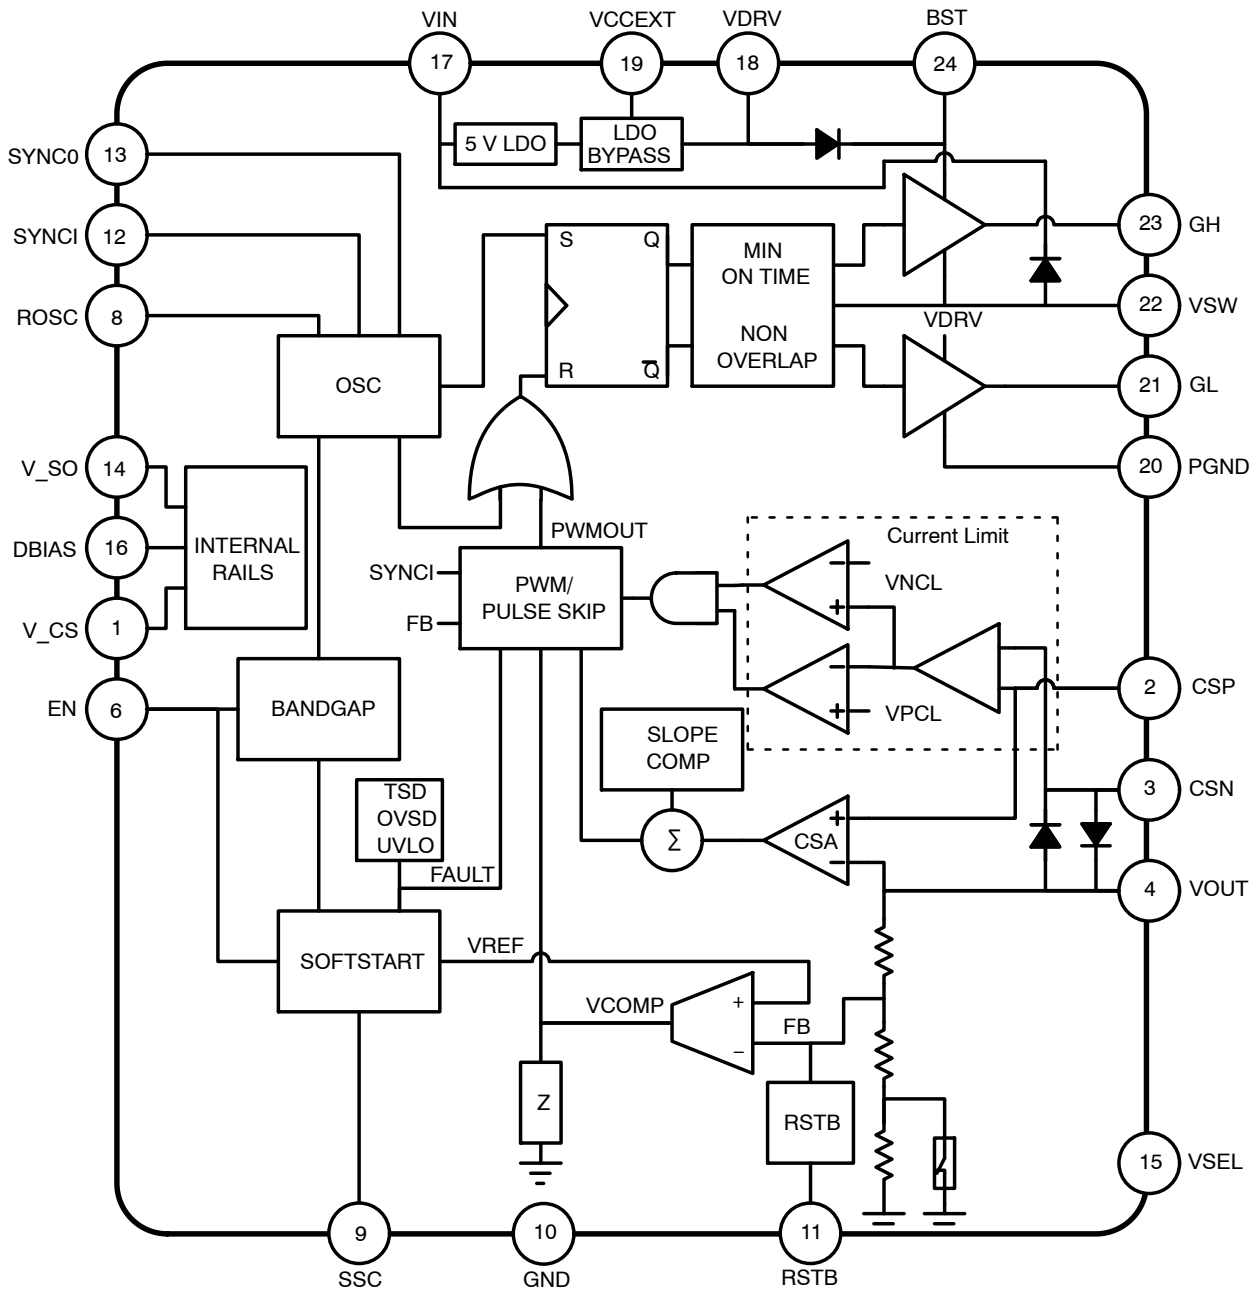 VIN
VCCEXT
VDRV
BST
17
19
18
24
5 V LDO
LDO
BYPASS
SYNC0
13
SYNCI
12
ROSC
8
23
GH
22
VSW
21
GL
20
PGND
S
Q
R
Q̅
MIN
ON TIME
NON
OVERLAP
VDRV
OSC
V_SO
14
DBIAS
16
V_CS
1
INTERNAL
RAILS
EN
6
PWMOUT
SYNCI
FB
PWM/
PULSE SKIP
Current Limit
VNCL
VPCL
–
+
–
+
2
CSP
3
CSN
4
VOUT
BANDGAP
SLOPE
COMP
TSD
OVSD
UVLO
FAULT
Σ
CSA
+
–
SOFTSTART
VREF
VCOMP
+
–
FB
Z
RSTB
15
VSEL
9
10
11
SSC
GND
RSTB